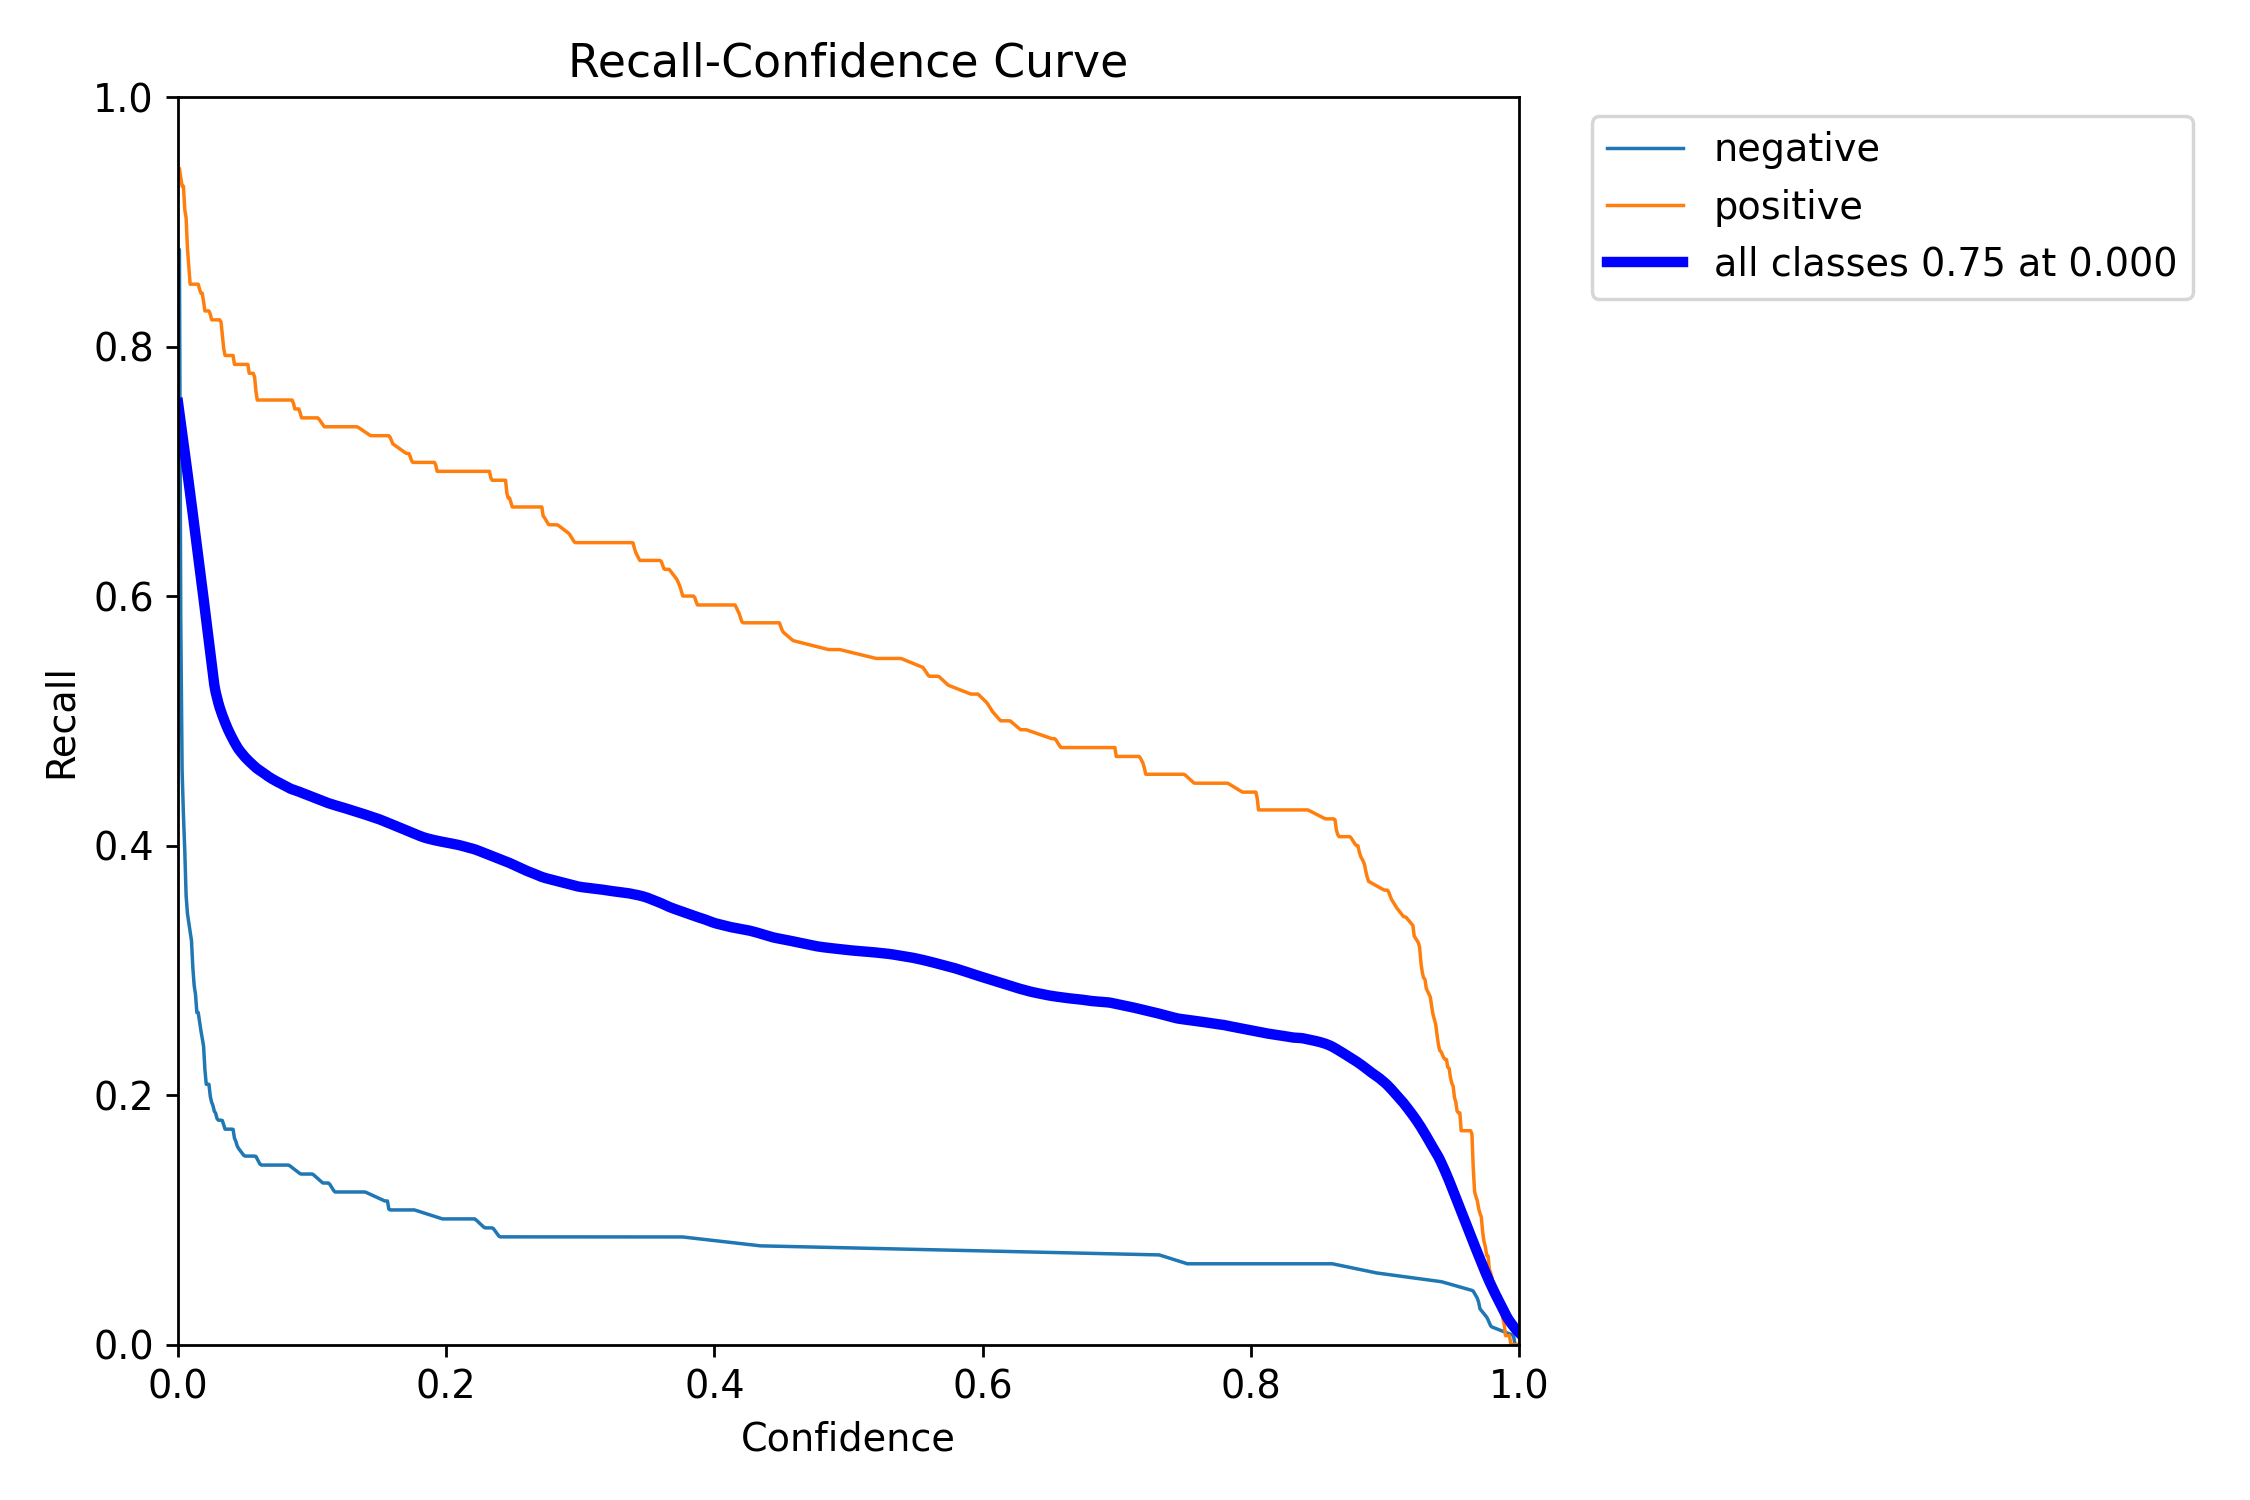 Recall-Confidence Curve
1.0
0.8
0.6
0.4
0.2
0.0
Recall
0.0 0.2 0.4 0.6 0.8 1.0
Confidence
negative
positive
all classes 0.75 at 0.000